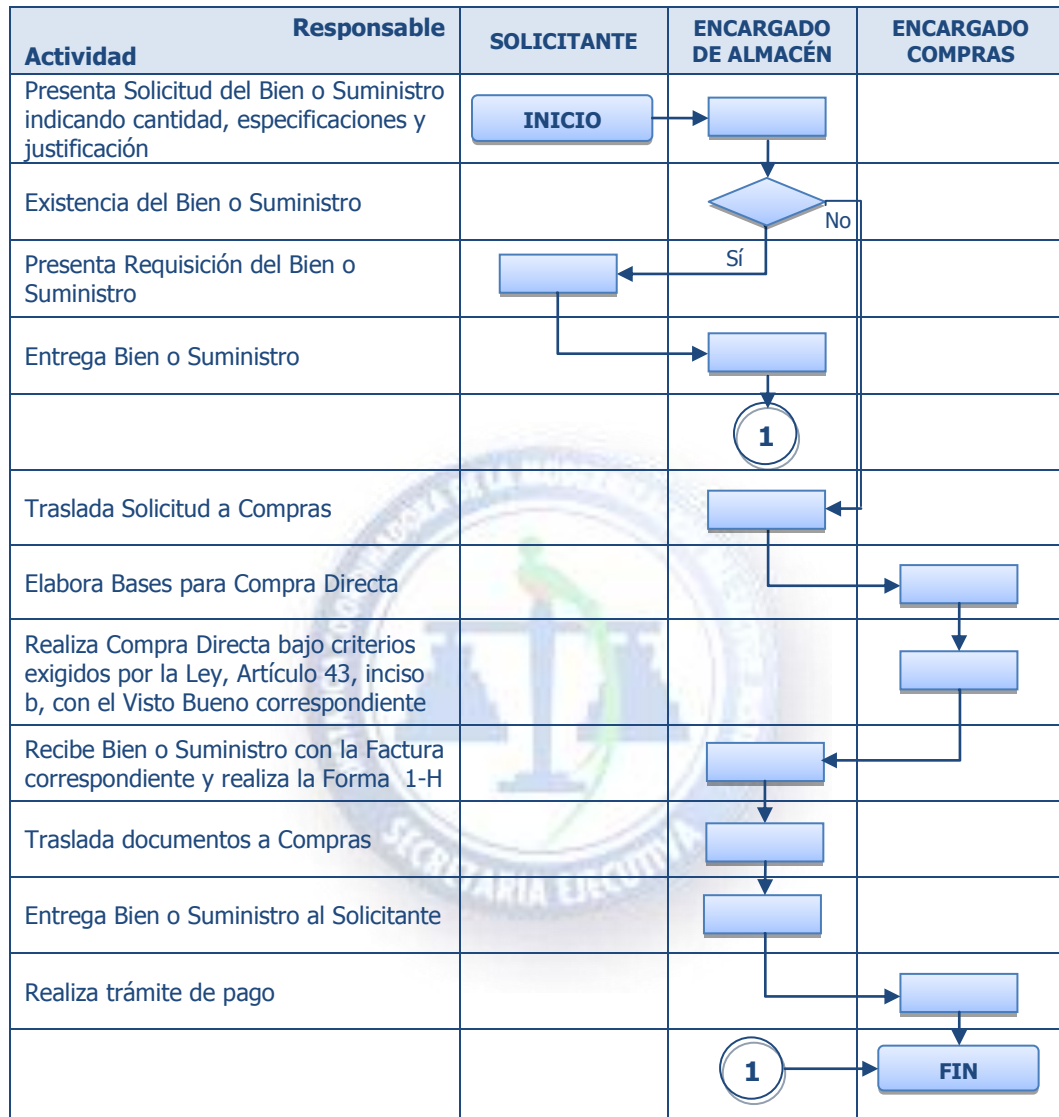 Responsable
Actividad
SOLICITANTE
ENCARGADO
DE ALMACÉN
ENCARGADO
COMPRAS
Presenta Solicitud del Bien o Suministro
indicando cantidad, especificaciones y
justificación
INICIO
Existencia del Bien o Suministro
No
Sí
Presenta Requisición del Bien o
Suministro
Entrega Bien o Suministro
1
Traslada Solicitud a Compras
Elabora Bases para Compra Directa
Realiza Compra Directa bajo criterios
exigidos por la Ley, Artículo 43, inciso
b, con el Visto Bueno correspondiente
Recibe Bien o Suministro con la Factura
correspondiente y realiza la Forma 1-H
Traslada documentos a Compras
Entrega Bien o Suministro al Solicitante
Realiza trámite de pago
1
FIN
SECRETARIA EJECUTIVA